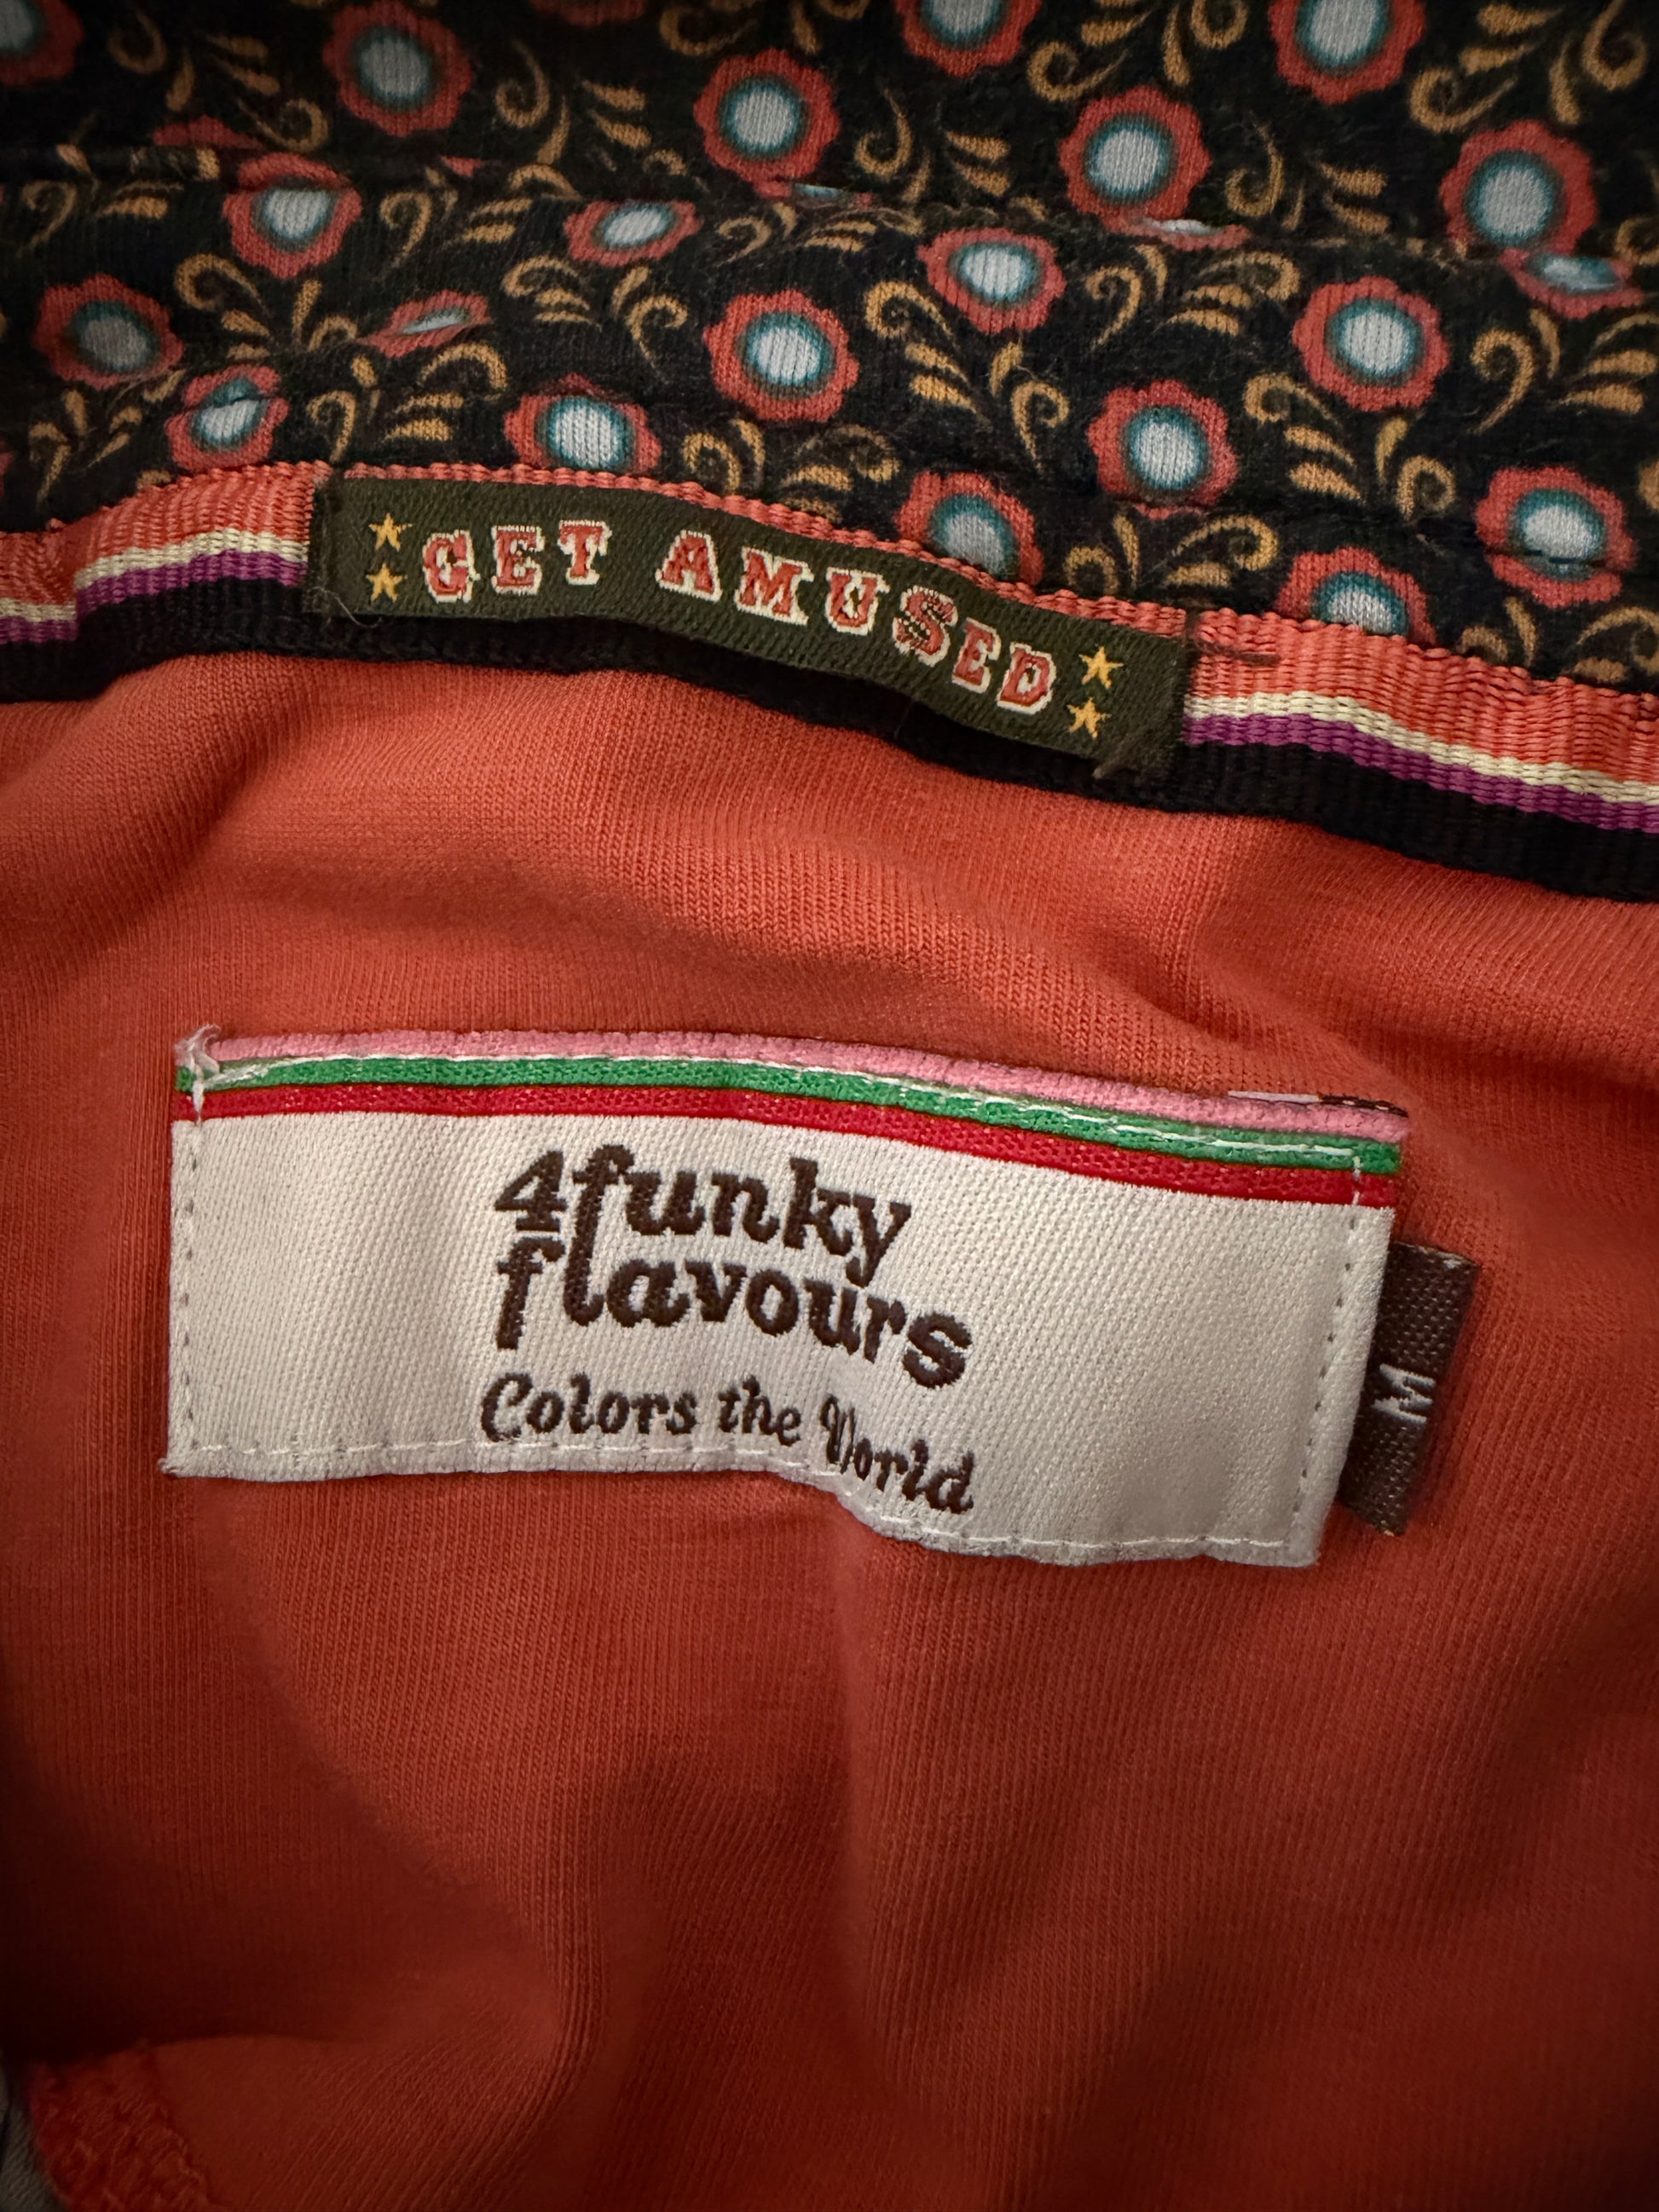 GET AMUSED
4funky
flavours
Colors the World
M